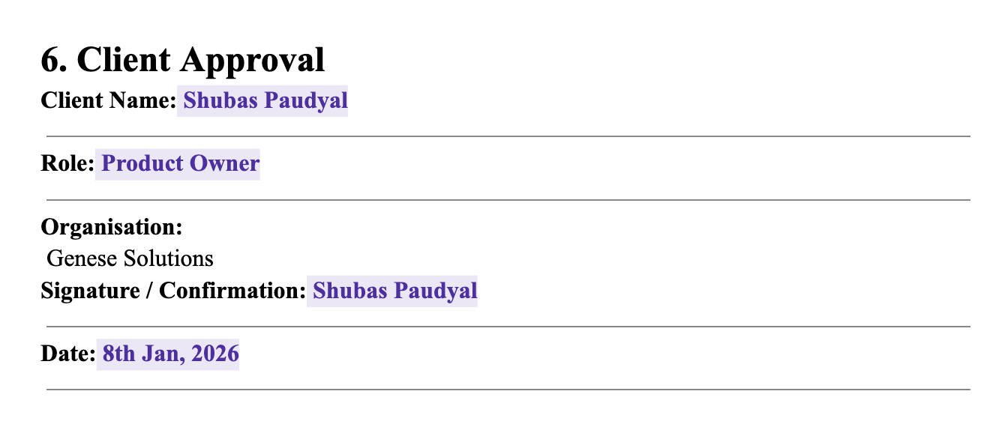 6. Client Approval
Client Name: Shubas Paudyal
Role: Product Owner
Organisation:
Genese Solutions
Signature / Confirmation: Shubas Paudyal
Date: 8th Jan, 2026